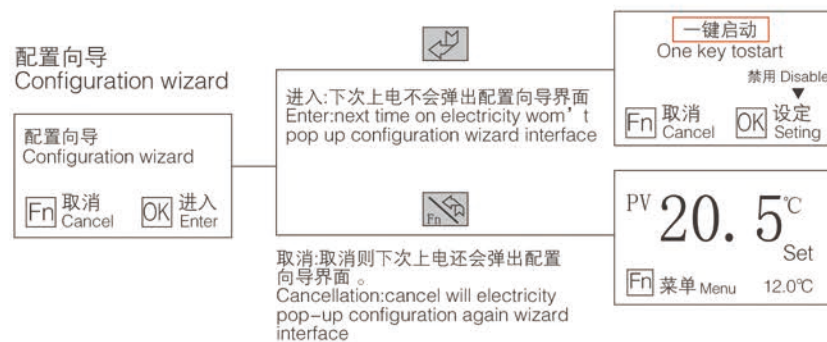 配置向导
Configuration wizard
配置向导
Configuration wizard
Fn 取消 Cancel OK 进入 Enter
进入:下次上电不会弹出配置向导界面
Enter:next time on electricity wom’t
pop up configuration wizard interface
Fn
取消:取消则下次上电还会弹出配置
向导界面 。
Cancellation:cancel will electricity
pop-up configuration again wizard
interface
一键启动
One key tostart
禁用 Disable
Fn 取消 Cancel OK 设定 Seting
PV 20. 5℃
Set
Fn 菜单 Menu 12.0℃